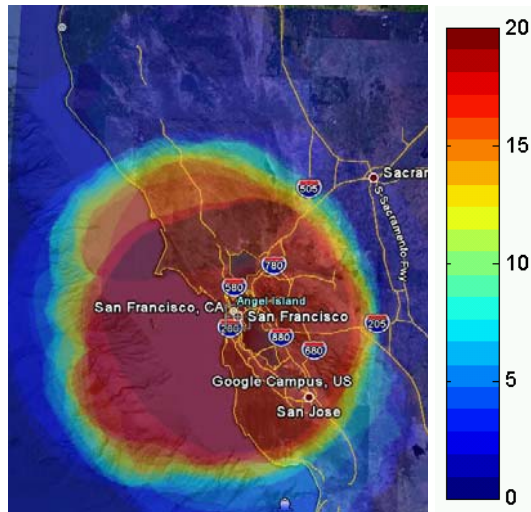 20
15
10
5
0
505
Sacram
S Sacramento Fwy
780
580
Angel Island
San Francisco, CA
San Francisco
280
205
880
680
Google Campus, US
San Jose